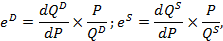 e^D = dQ^D/dP × P/Q^D; e^S = dQ^S/dP × P/Q^S,